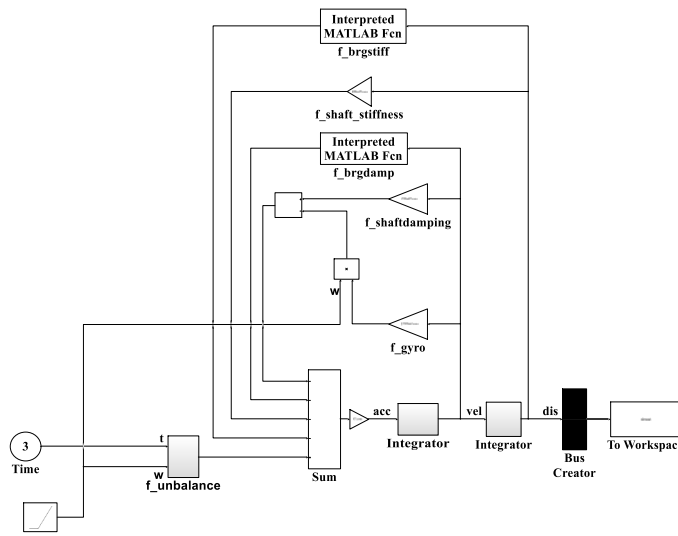 Interpreted
MATLAB Fcn
f_brgstiff
f_shaft_stiffness
Interpreted
MATLAB Fcn
f_brgdamp
f_shaftdamping
w
f_gyro
acc
vel
dis
Integrator
Integrator
Bus
Creator
To Workspac
3
Time
t
w
f_unbalance
Sum